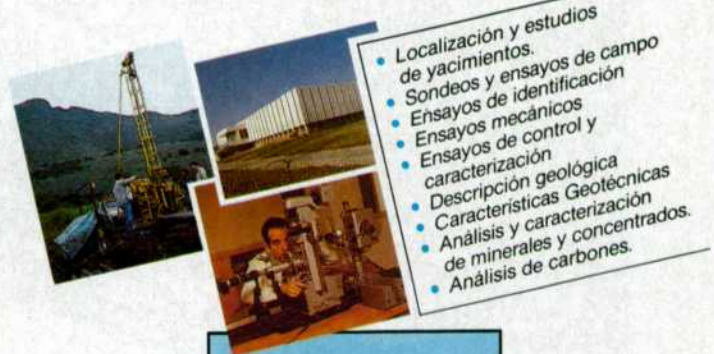 • Localización y estudios
de yacimientos.
• Sondeos y ensayos de campo
• Ensayos de identificación
• Ensayos mecánicos
• Ensayos de control y
caracterización
• Descripción geológica
• Características Geotécnicas
• Análisis y caracterización
de minerales y concentrados.
• Análisis de carbones.